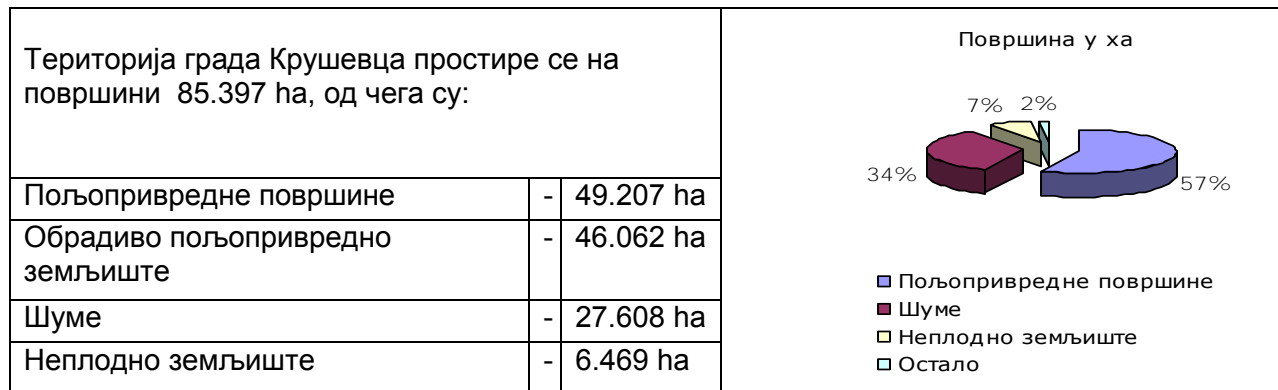 Територија града Крушевца простире се на
површини 85.397 ha, од чега су:
Пољопривредне површине - 49.207 ha
Обрадиво пољопривредно - 46.062 ha
земљиште
Шуме - 27.608 ha
Неплодно земљиште - 6.469 ha
Површина у ха
7% 2%
34%
57%
Пољопривредне површине
Шуме
Неплодно земљиште
Остало